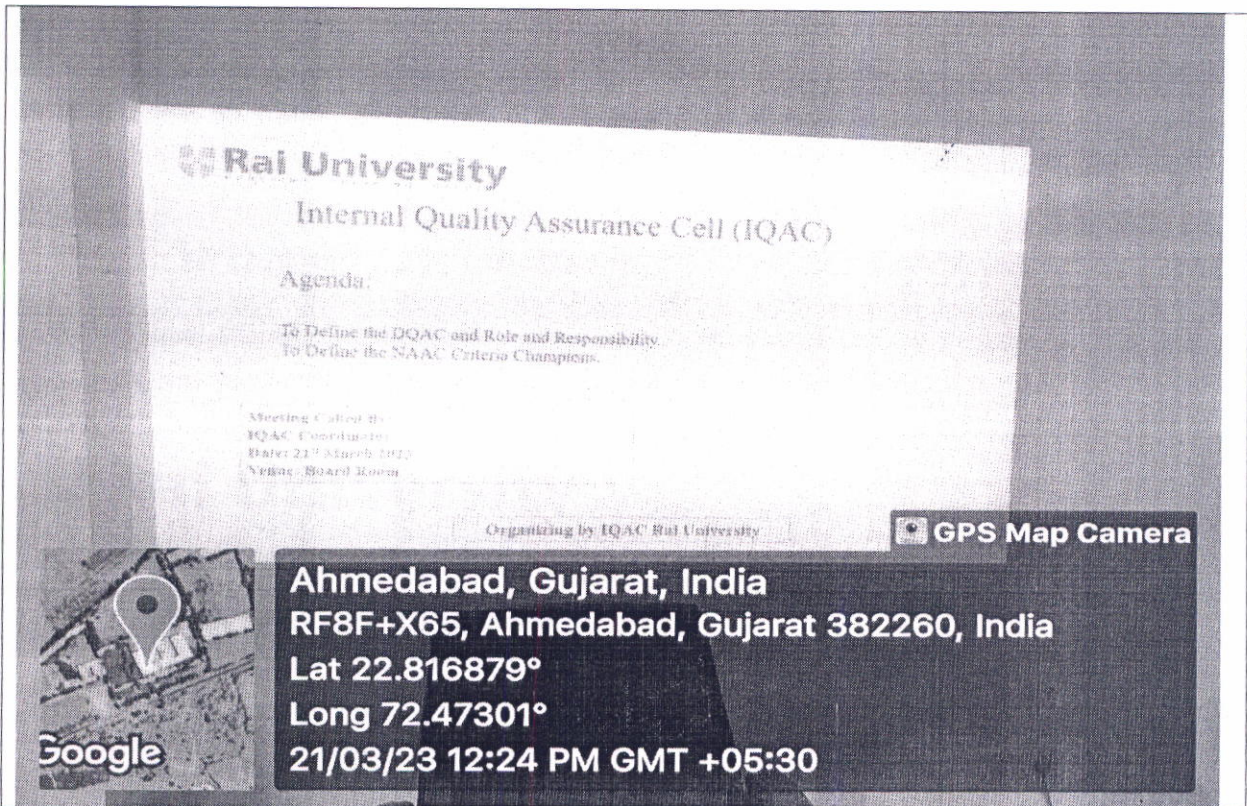 Rai University
Internal Quality Assurance Cell (IQAC)
Agenda:
To Define the DQAC and Role and Responsibility.
To Define the NAAC Criteria Champions.
Meeting Called By
IQAC Coordinator
Date: 21st March
Venue: Board Room
Organizing by IQAC Rai University
GPS Map Camera
Ahmedabad, Gujarat, India
RF8F+X65, Ahmedabad, Gujarat 382260, India
Lat 22.816879°
Long 72.47301°
21/03/23 12:24 PM GMT +05:30
Google